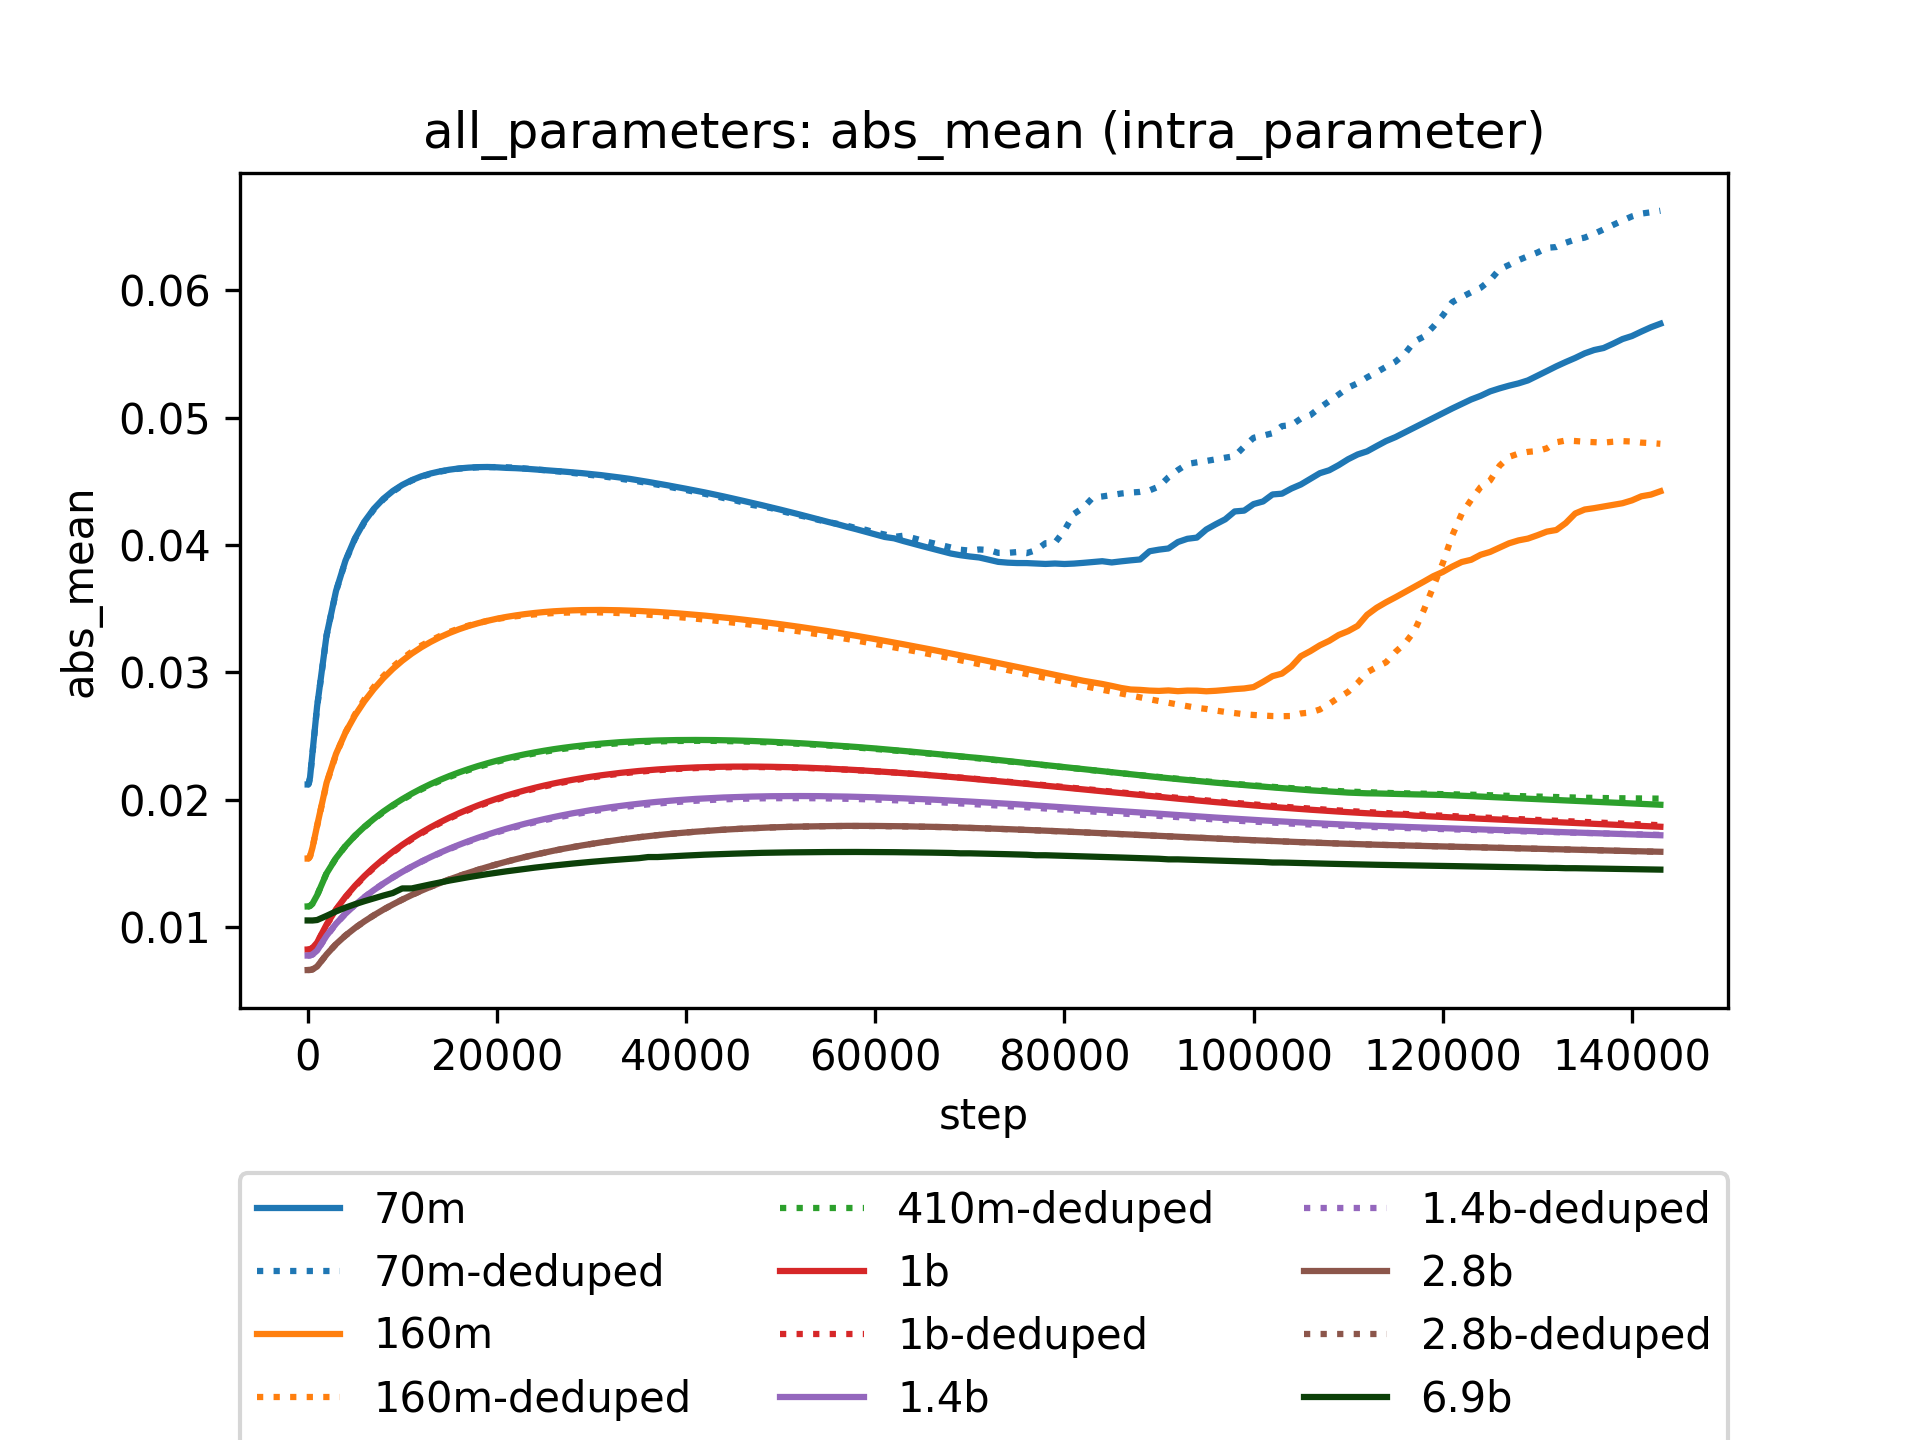 all_parameters: abs_mean (intra_parameter)
0.06
0.05
0.04
0.03
0.02
0.01
abs_mean
0 20000 40000 60000 80000 100000 120000 140000
step
70m 410m-deduped 1.4b-deduped
70m-deduped 1b 2.8b
160m 1b-deduped 2.8b-deduped
160m-deduped 1.4b 6.9b